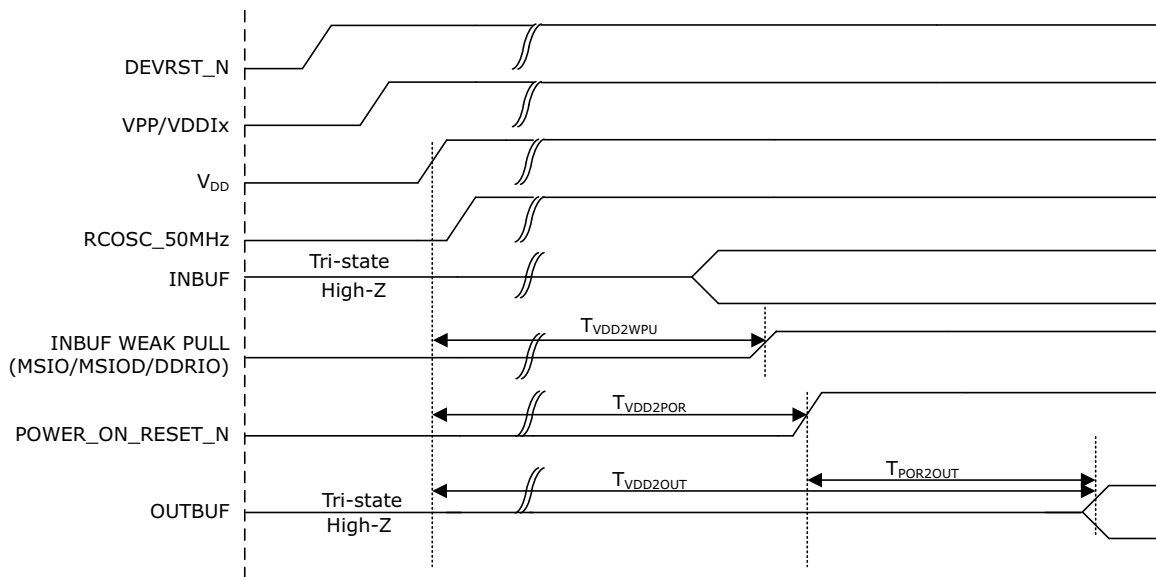 DEVRST_N
VPP/VDDIx
VDD
RCOSC_50MHz
INBUF
Tri-state
High-Z
INBUF WEAK PULL
(MSIO/MSIOD/DDRIO)
TVDD2WPU
POWER_ON_RESET_N
TVDD2POR
OUTBUF
Tri-state
High-Z
TVDD2OUT
TPOR2OUT